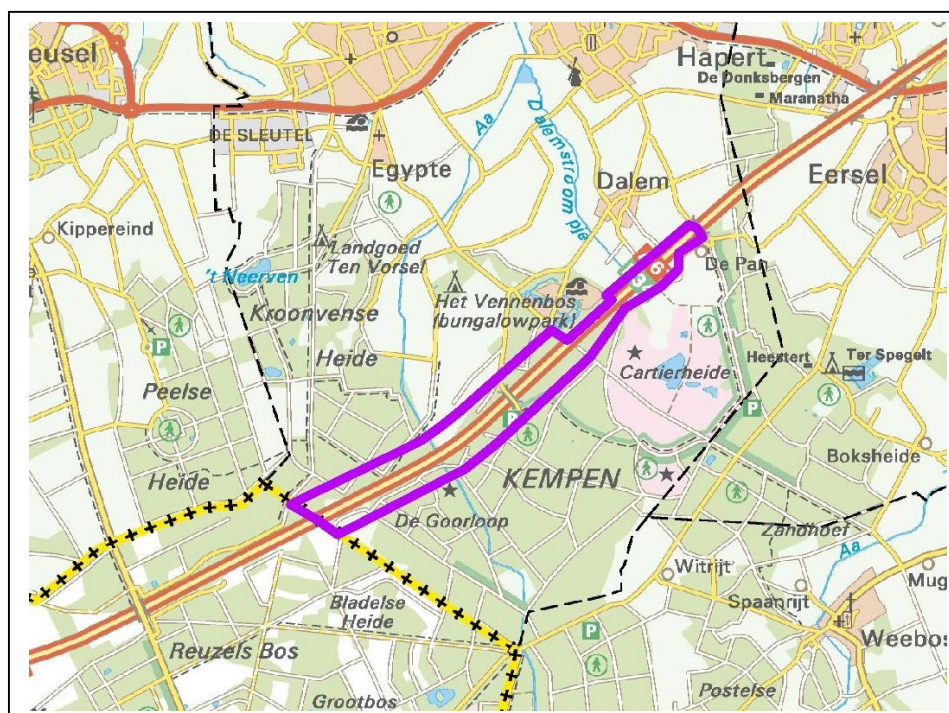 eusel
Hapert
De Donksbergen
Maranatha
DE SLEUTEL
Aa
Dalemstroompje
Egypte
Dalem
Eersel
Kippereind
Landgoed
Ten Vorsel
't Neerven
De Pan
Kroonvense
Heide
Het Vennenbos
(bungalowpark)
Cartierheide
Heestert
Ter Spegelt
P
Peelse
Heide
P
P
KEMPEN
Boksheide
De Goorloop
Witrijt
Aa
Mug
Spaanrijt
Bladelse
Heide
P
Weebos
Reuzels Bos
Grootbos
Postelse